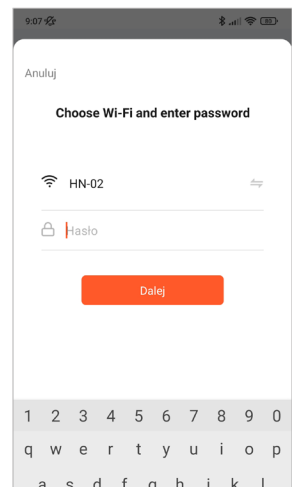 9:07
Anuluj
Choose Wi-Fi and enter password
HN-02
Hasło
Dalej
1 2 3 4 5 6 7 8 9 0
q w e r t y u i o p
a s d f g h j k l